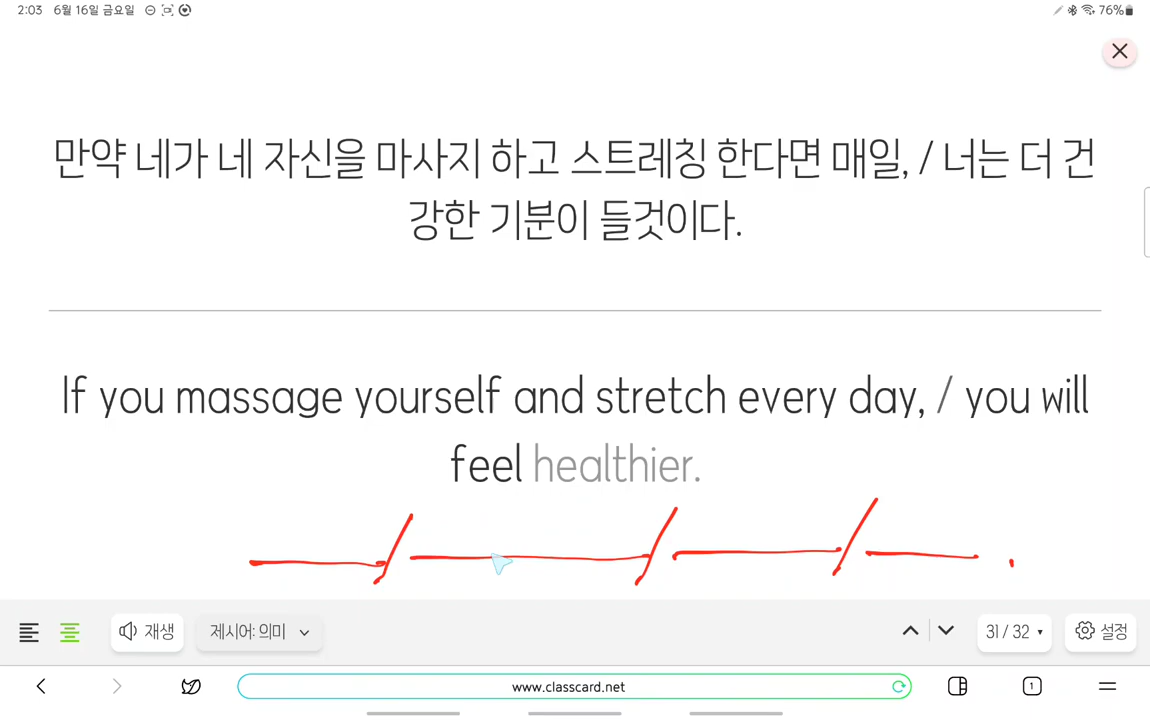 2:03 6월 16일 금요일 76%
만약 네가 네 자신을 마사지 하고 스트레칭 한다면 매일, / 너는 더 건
강한 기분이 들것이다.
If you massage yourself and stretch every day, / you will
feel healthier.
재생 제시어: 의미 31 / 32 설정
www.classcard.net 1